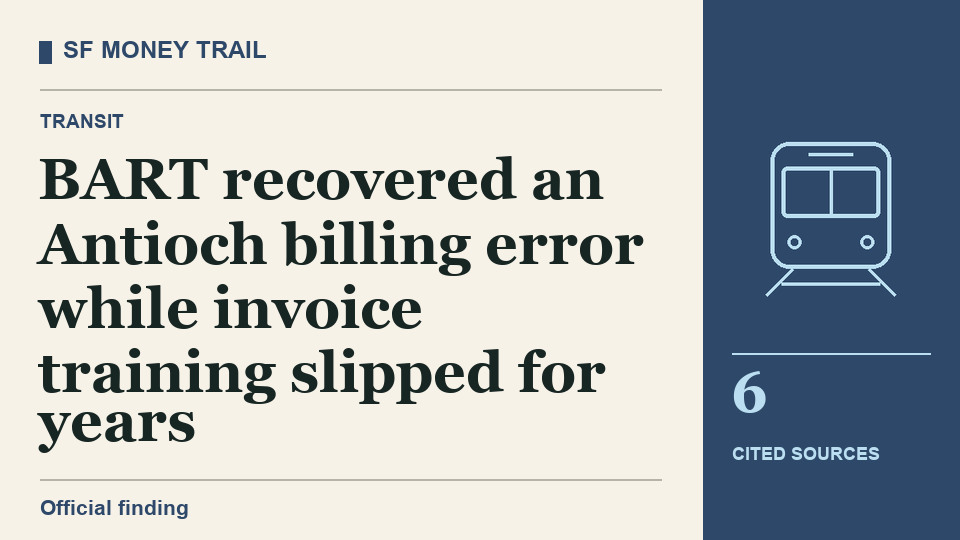 SF MONEY TRAIL
TRANSIT
BART recovered an
Antioch billing error
while invoice
training slipped for
years
Official finding
6
CITED SOURCES